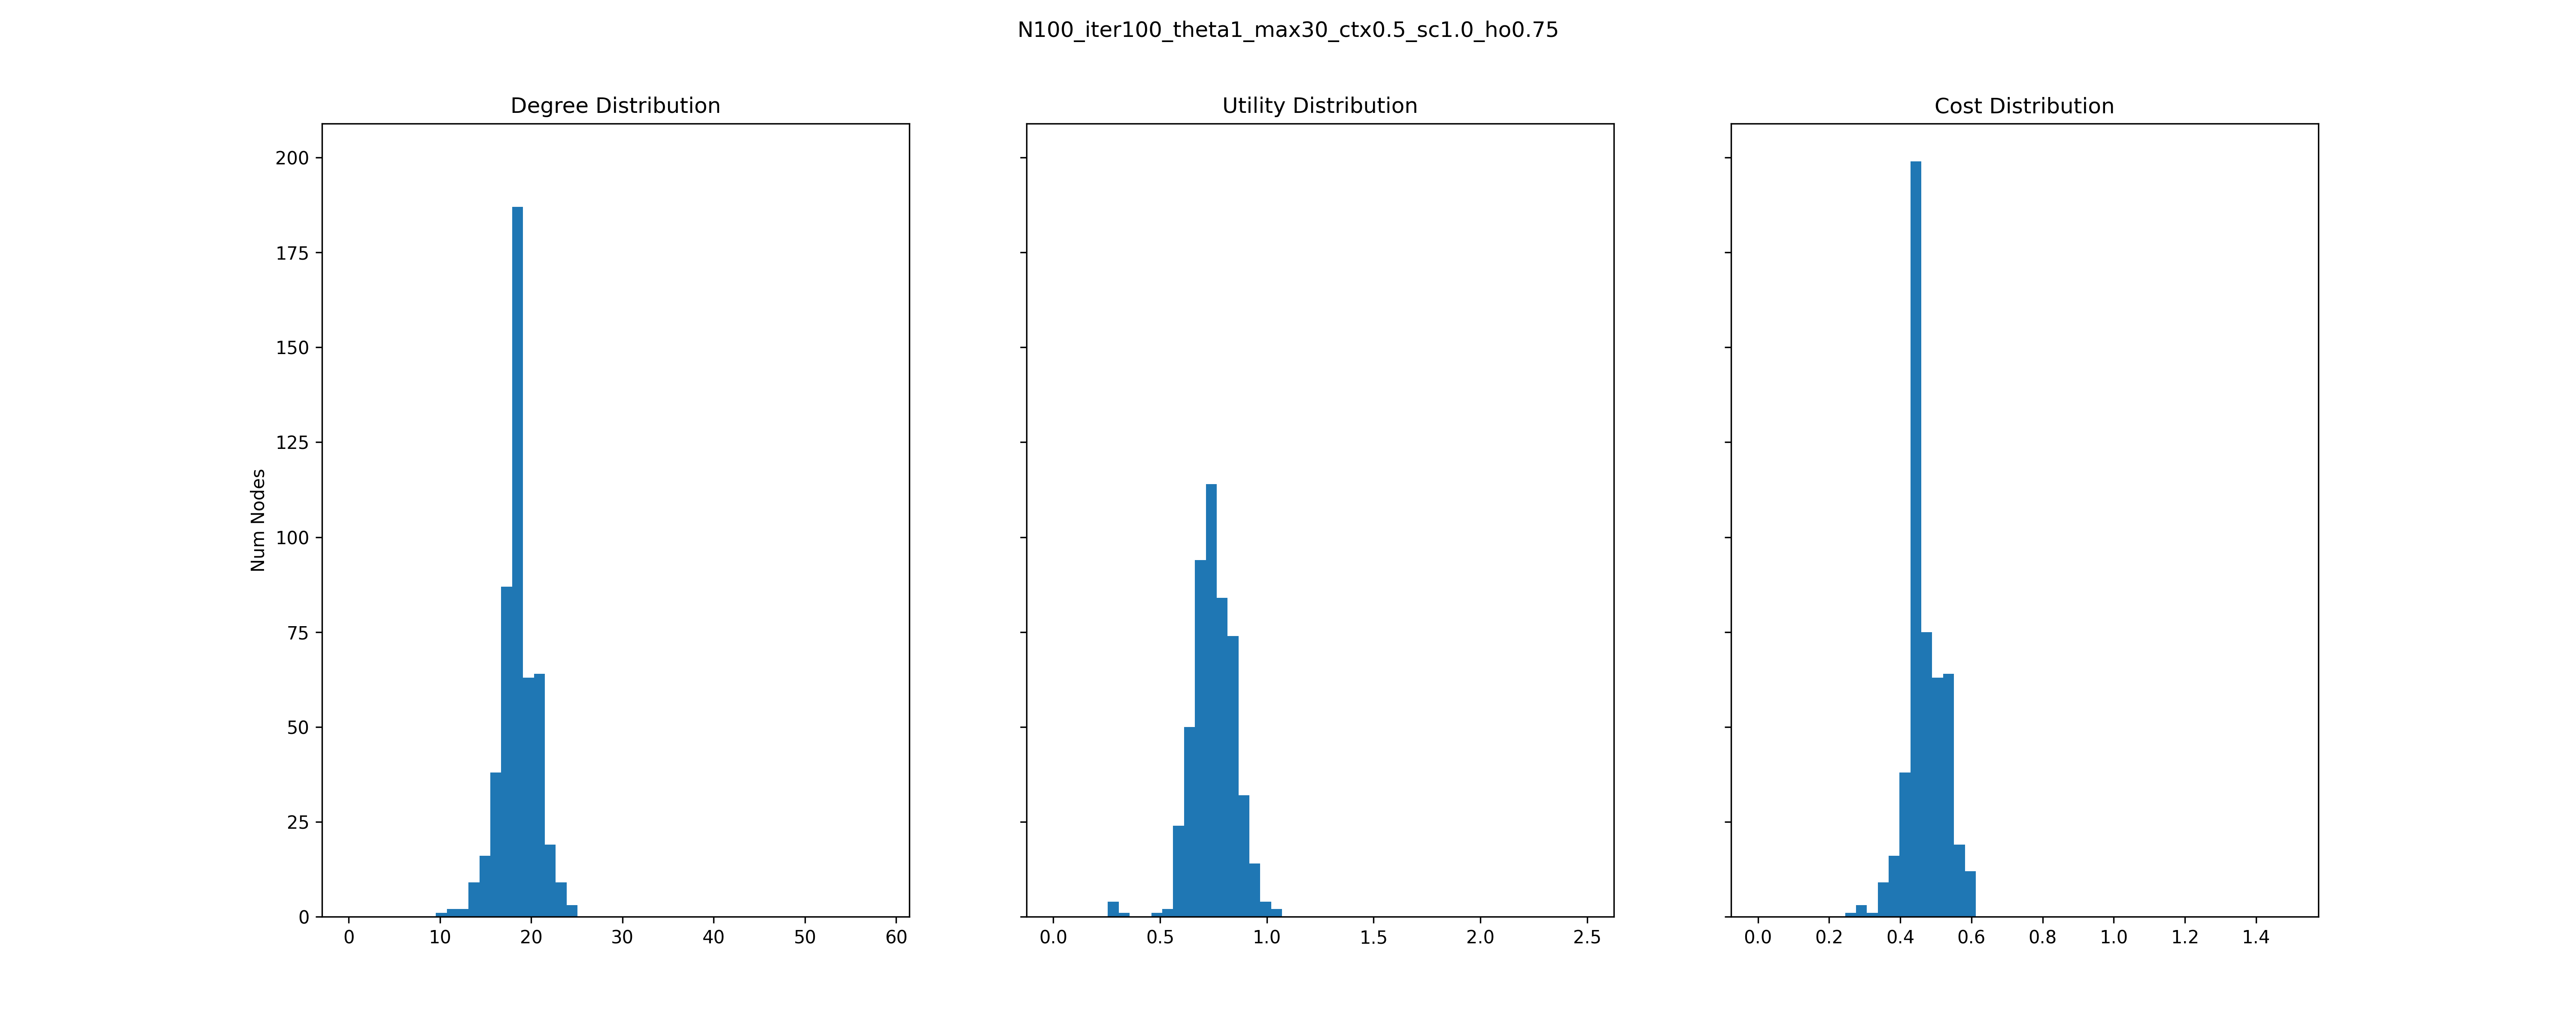 N100_iter100_theta1_max30_ctx0.5_sc1.0_ho0.75
Degree Distribution
Utility Distribution
Cost Distribution
Num Nodes
200
175
150
125
100
75
50
25
0
0 10 20 30 40 50 60
0.0 0.5 1.0 1.5 2.0 2.5
0.0 0.2 0.4 0.6 0.8 1.0 1.2 1.4